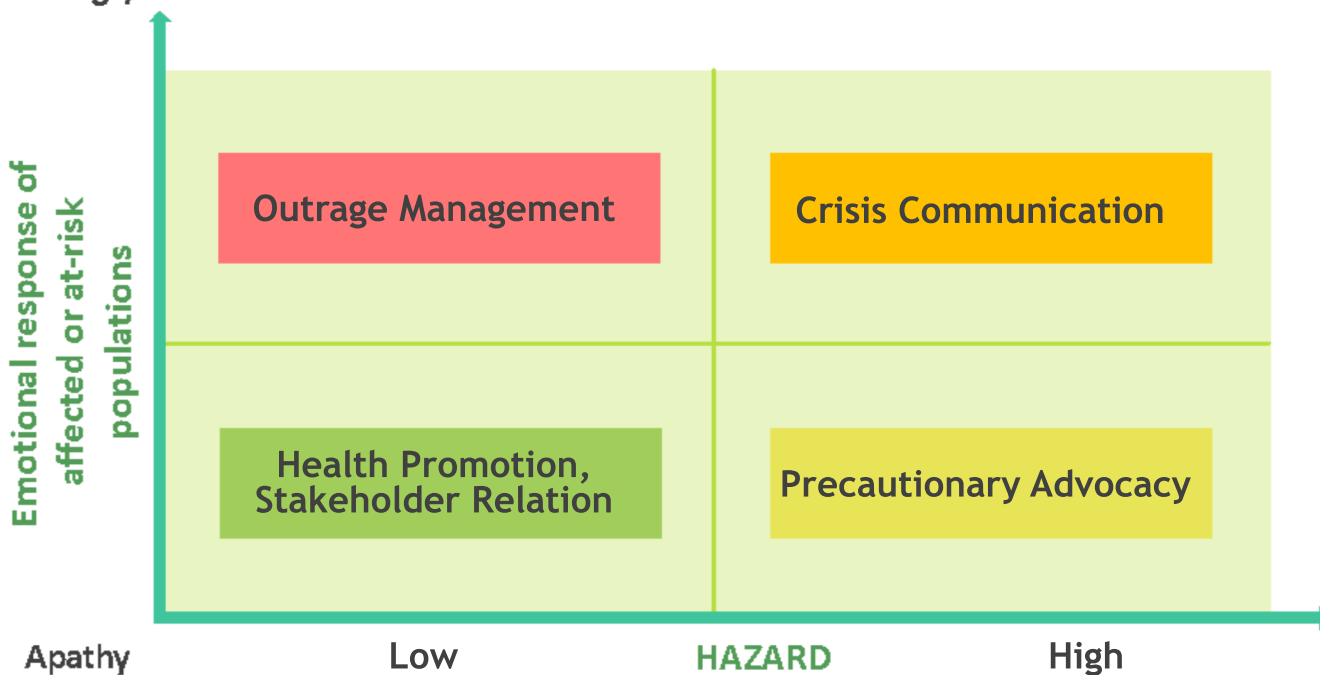 Emotional response of
affected or at-risk
populations
Outrage Management
Crisis Communication
Health Promotion,
Stakeholder Relation
Precautionary Advocacy
Apathy
Low
HAZARD
High